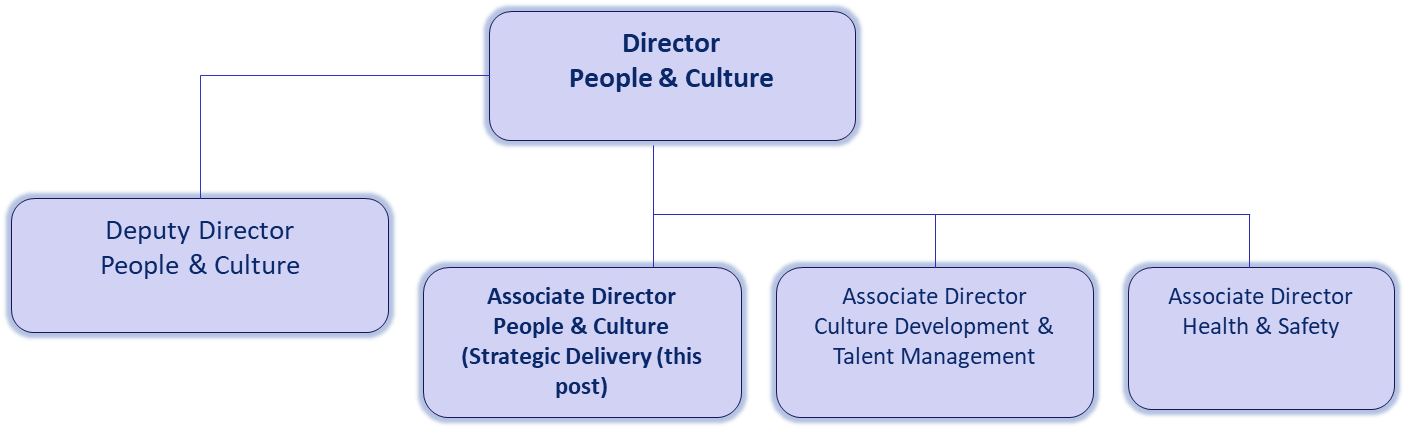 Director
People & Culture
Deputy Director
People & Culture
Associate Director
People & Culture
(Strategic Delivery (this
post)
Associate Director
Culture Development &
Talent Management
Associate Director
Health & Safety